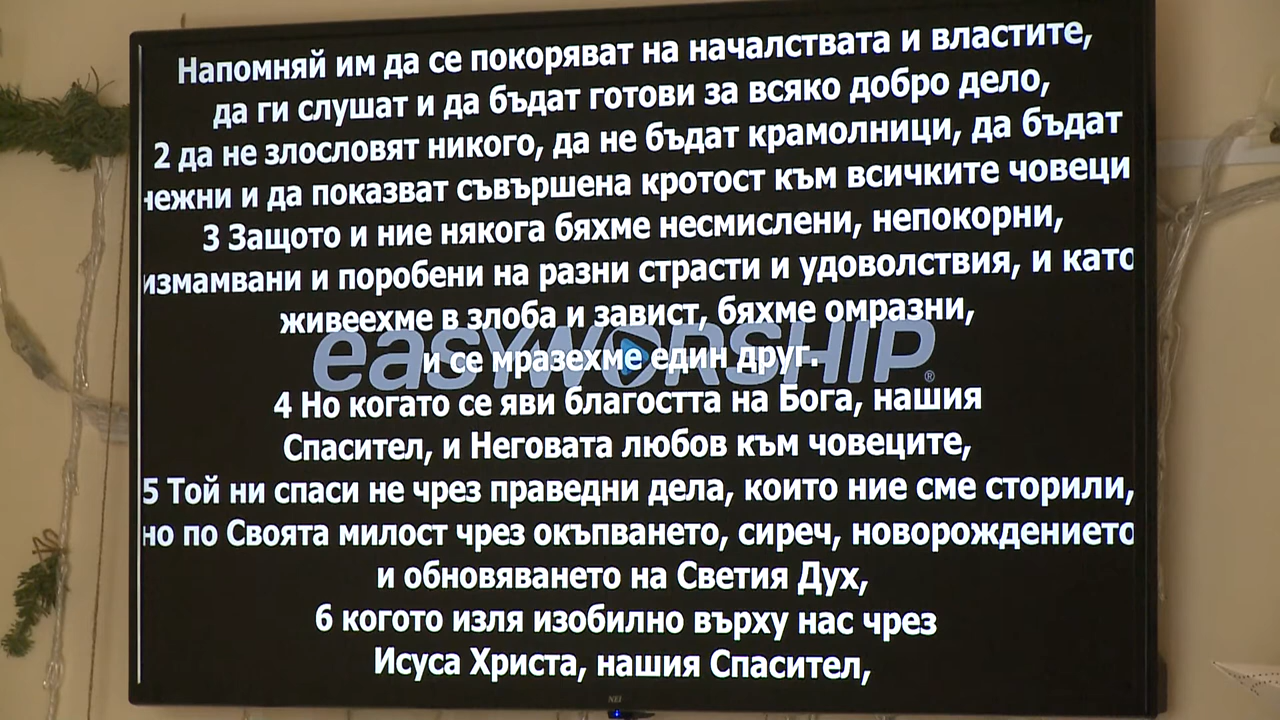 Напомняй им да се покоряват на началствата и властите,
да ги слушат и да бъдат готови за всяко добро дело,
2 да не злословят никого, да не бъдат крамолници, да бъдат
нежни и да показват съвършена кротост към всичките човеци
3 Защото и ние някога бяхме несмислени, непокорни,
измамвани и поробени на разни страсти и удоволствия, и като
живеехме в злоба и завист, бяхме омразни,
и се мразехме един друг.
easyworship®
4 Но когато се яви благостта на Бога, нашия
Спасител, и Неговата любов към човеците,
5 Той ни спаси не чрез праведни дела, които ние сме сторили,
но по Своята милост чрез окъпването, сиреч, новорождението
и обновяването на Светия Дух,
6 когото изля изобилно върху нас чрез
Исуса Христа, нашия Спасител,
NEI